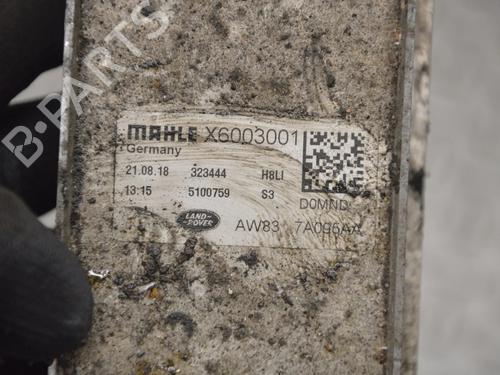 B-PARTS
MAHLE X6003001
Germany
21.08.18 323444 H8LI
13:15 5100759 S3
D0MND
LAND-ROVER
AW83 7A095AA